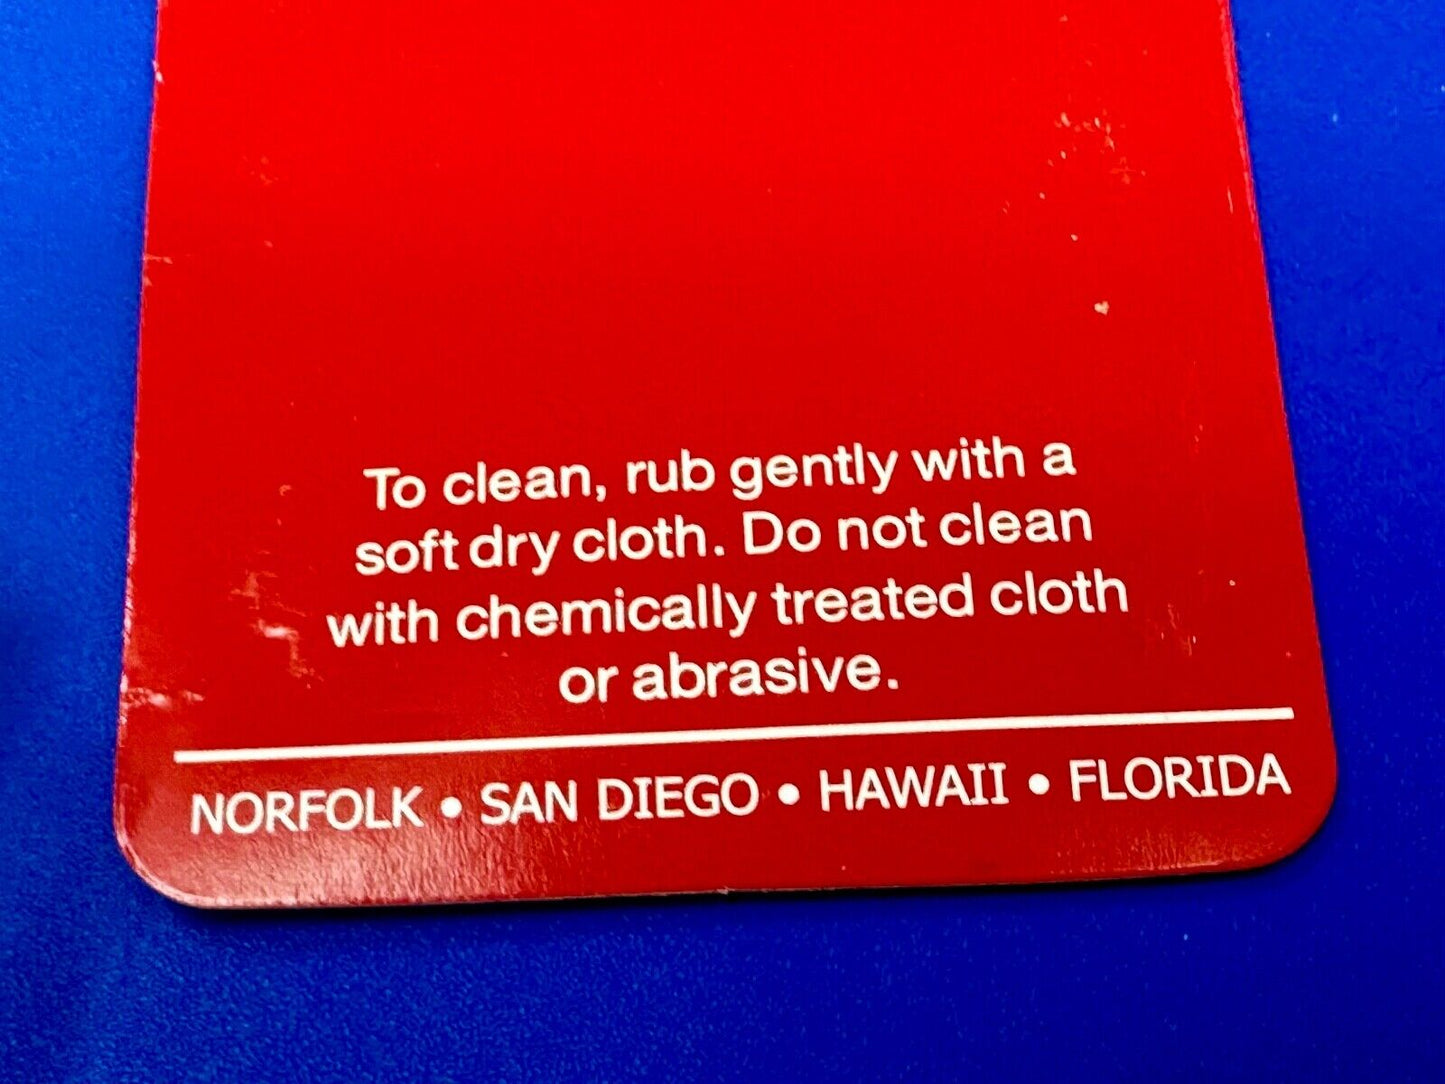 To clean, rub gently with a
soft dry cloth. Do not clean
with chemically treated cloth
or abrasive.
NORFOLK • SAN DIEGO • HAWAII • FLORIDA